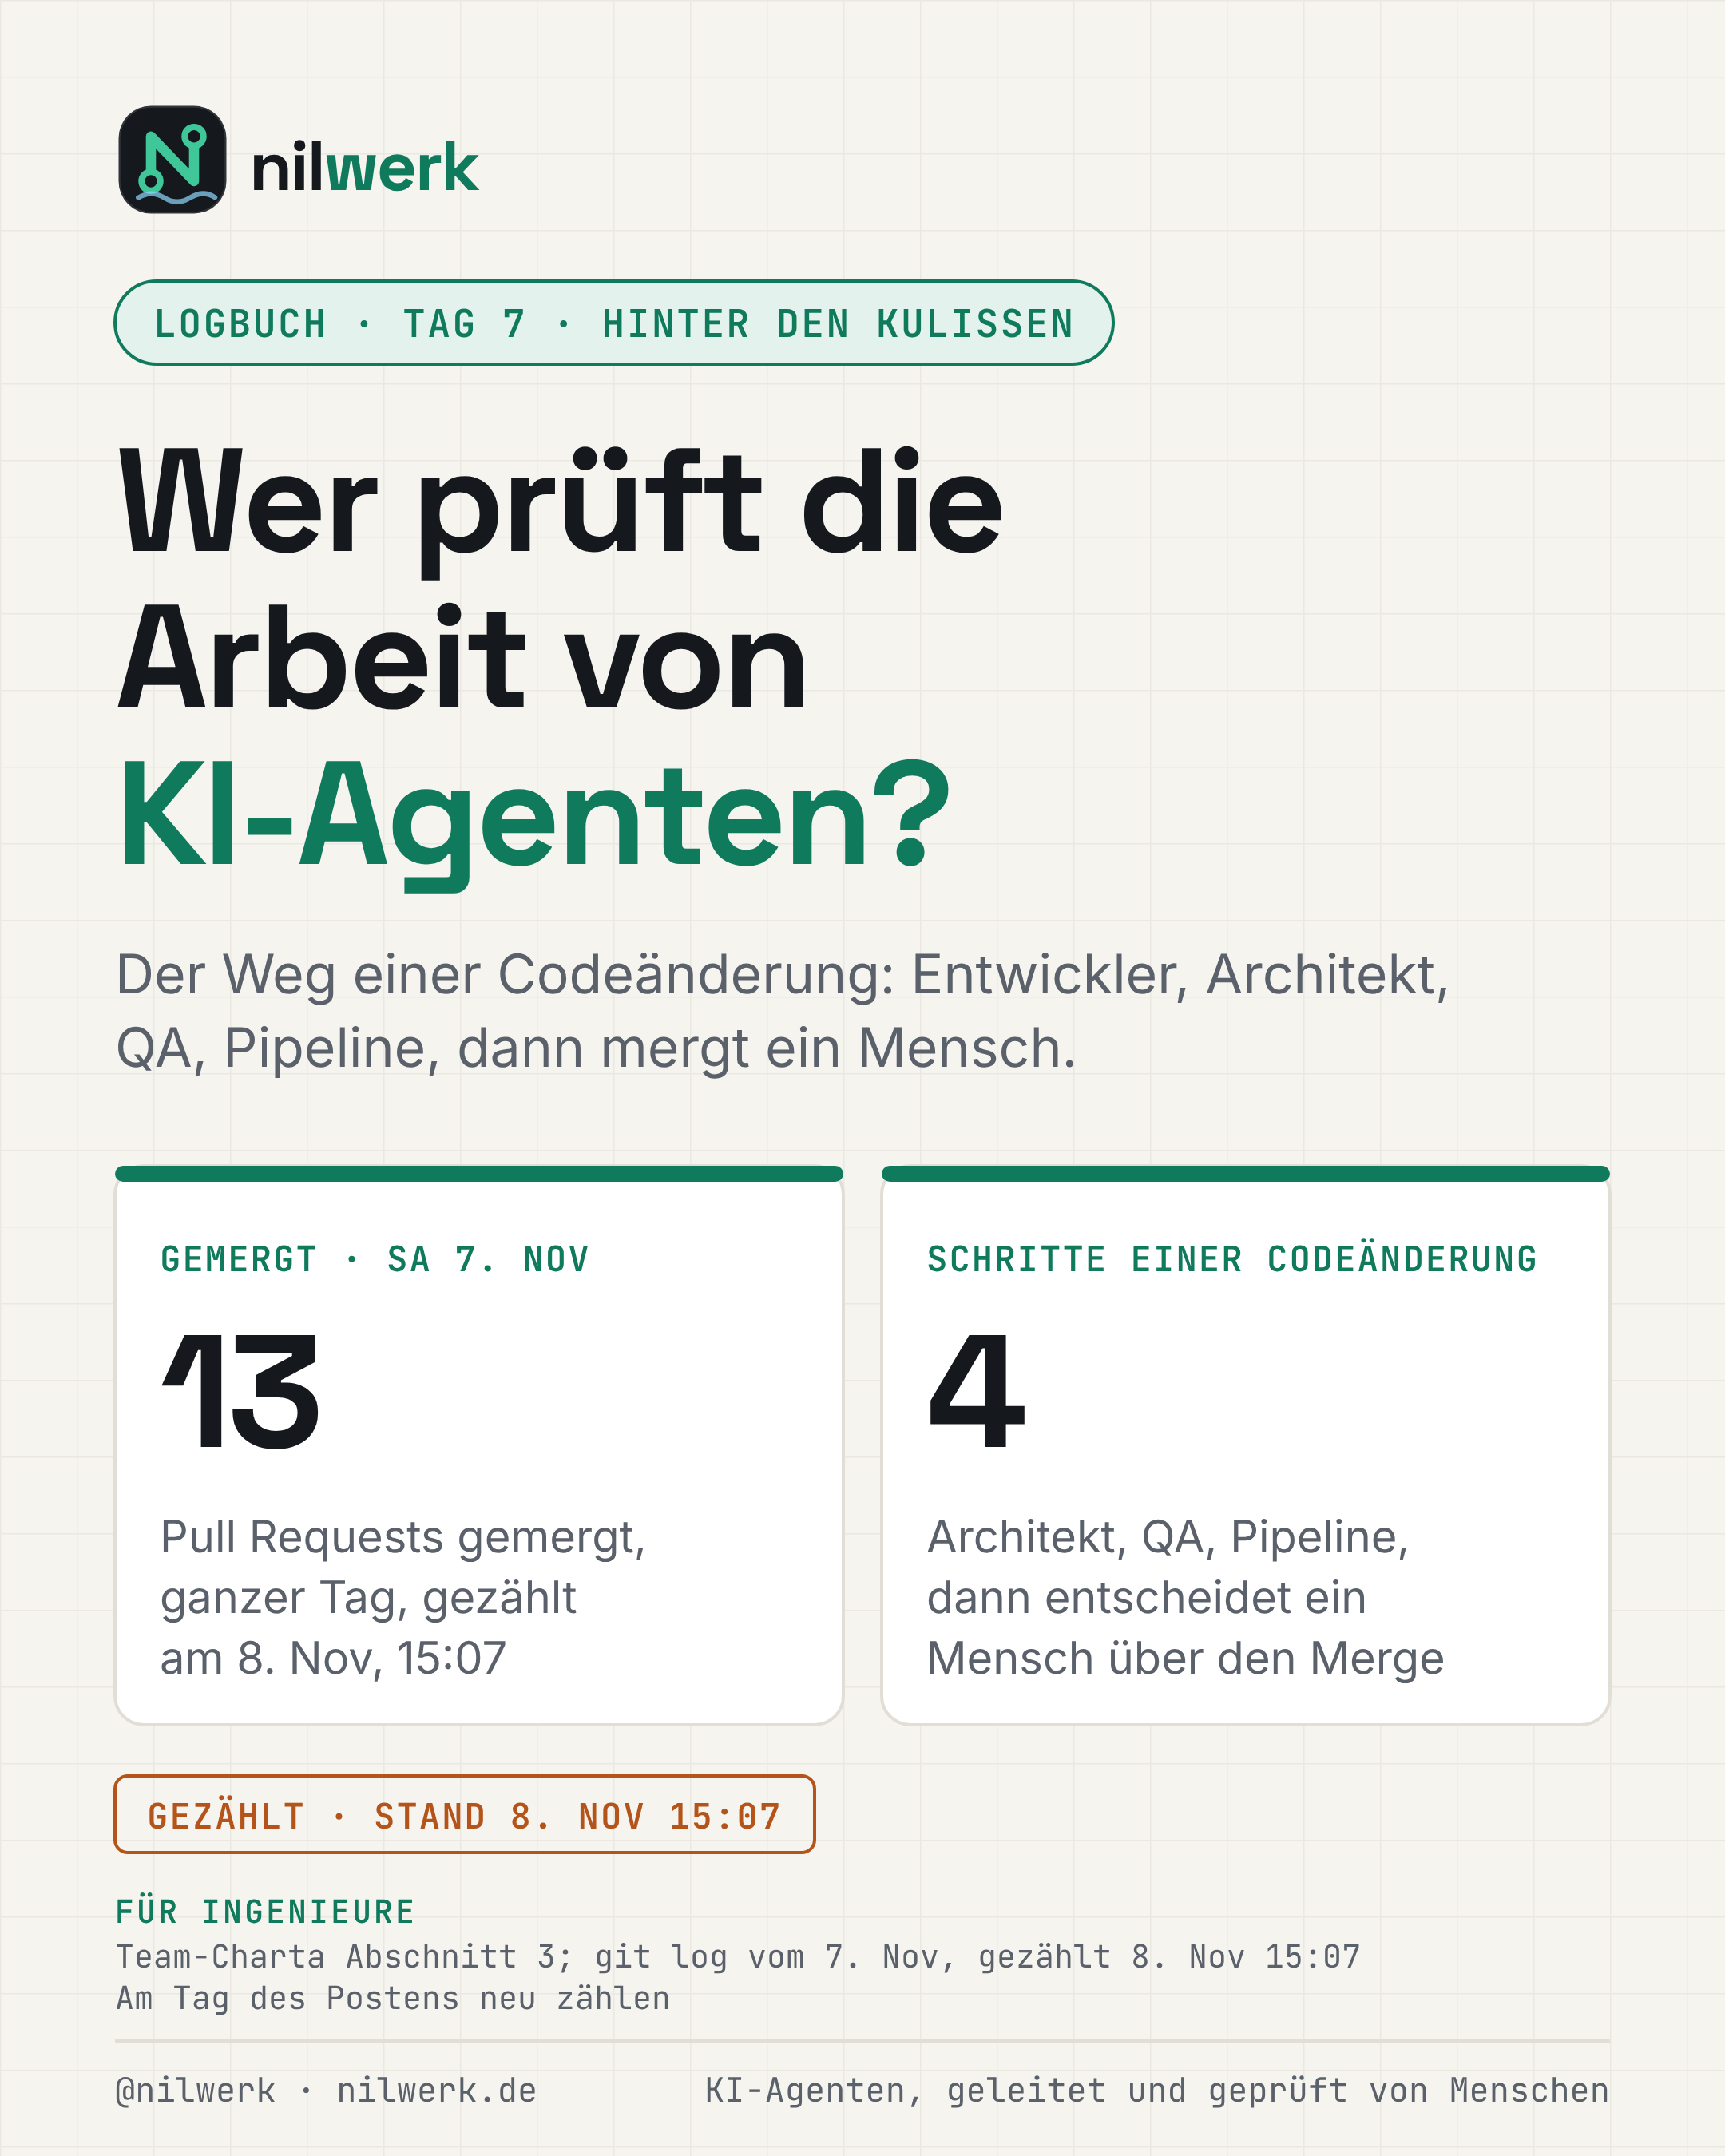 nilwerk
LOGBUCH · TAG 7 · HINTER DEN KULISSEN
Wer prüft die
Arbeit von
KI-Agenten?
Der Weg einer Codeänderung: Entwickler, Architekt,
QA, Pipeline, dann mergt ein Mensch.
GEMERGT · SA 7. NOV
13
Pull Requests gemergt,
ganzer Tag, gezählt
am 8. Nov, 15:07
SCHRITTE EINER CODEÄNDERUNG
4
Architekt, QA, Pipeline,
dann entscheidet ein
Mensch über den Merge
GEZÄHLT · STAND 8. NOV 15:07
FÜR INGENIEURE
Team-Charta Abschnitt 3; git log vom 7. Nov, gezählt 8. Nov 15:07
Am Tag des Postens neu zählen
@nilwerk · nilwerk.de
KI-Agenten, geleitet und geprüft von Menschen